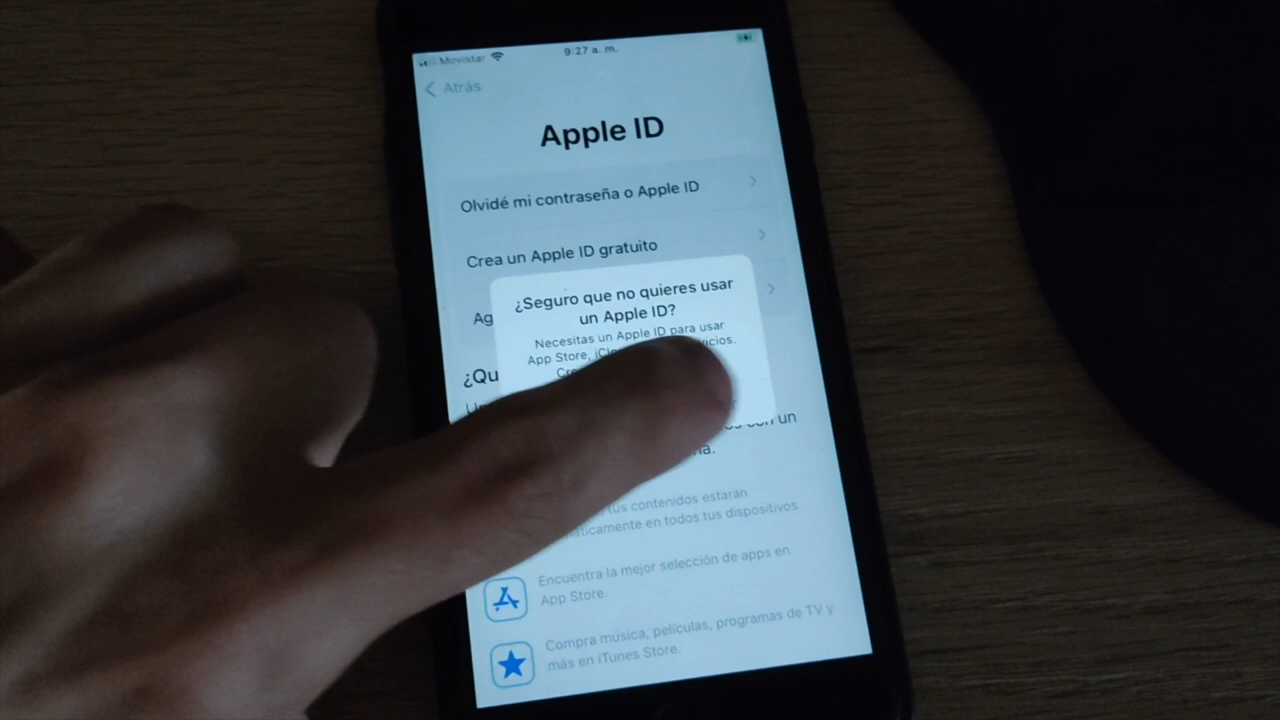 Movistar
9:27 a. m.
Atrás
Apple ID
Olvidé mi contraseña o Apple ID
Crea un Apple ID gratuito
Ag
¿Seguro que no quieres usar
un Apple ID?
Necesitas un Apple ID para usar
App Store,
¿Qu
un
tus contenidos estarán
en todos tus dispositivos.
Encuentra la mejor selección de apps en
App Store.
Compra música, películas, programas de TV y
más en iTunes Store.